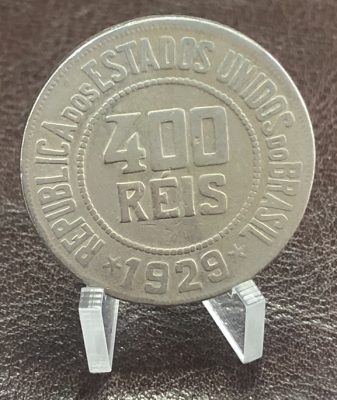 REPUBLICA DOS ESTADOS UNIDOS DO BRASIL
400
RÉIS
*1929*